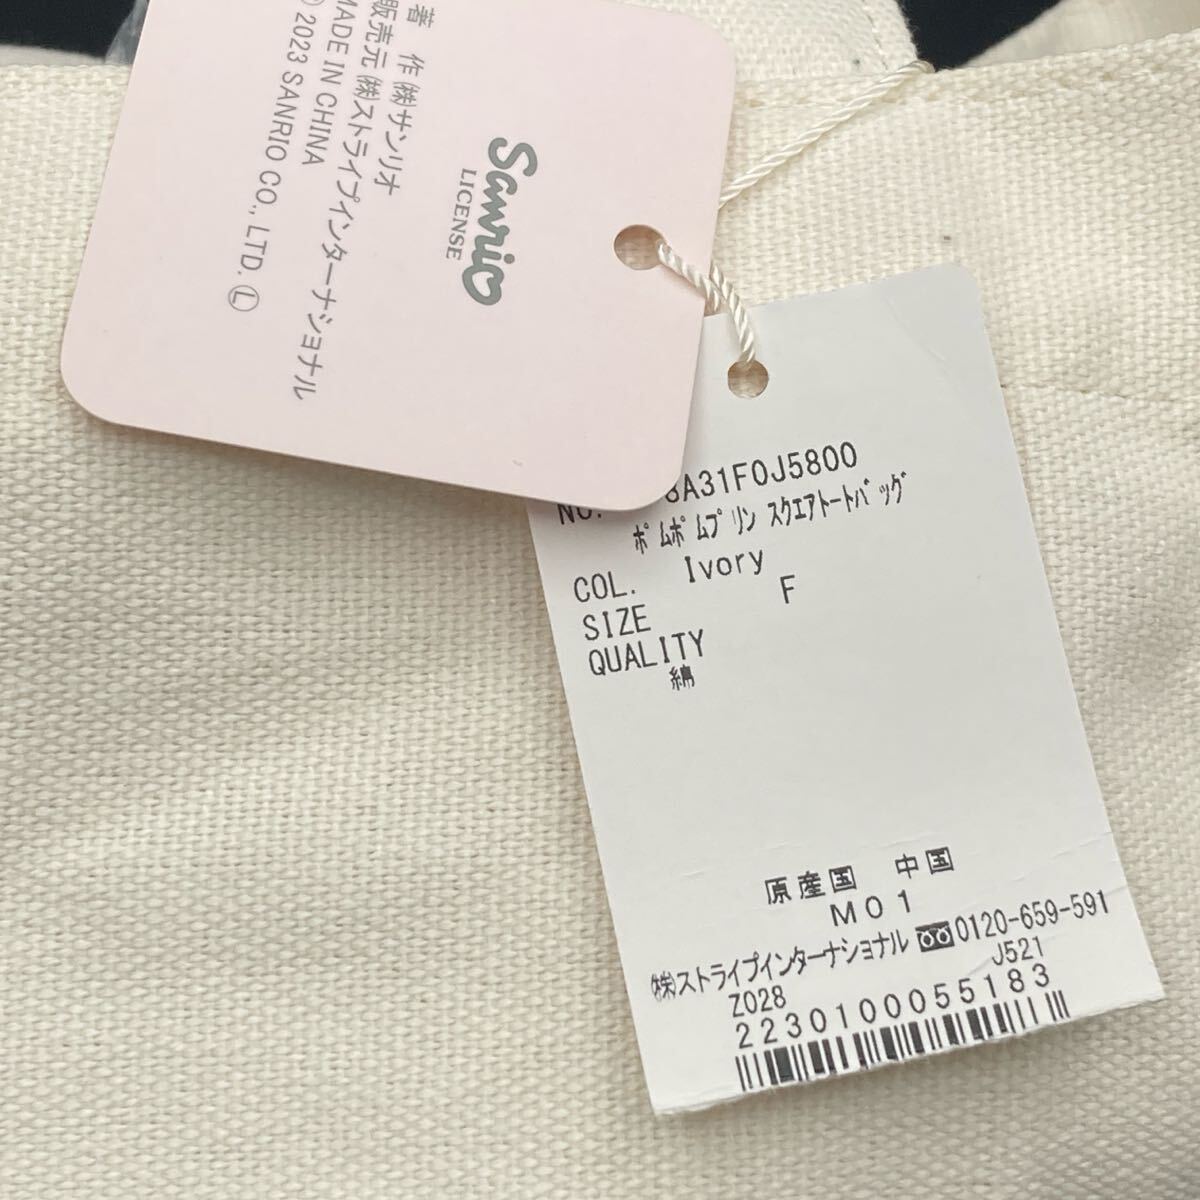 Sanrio
LICENSE
著 作 ㈱サンリオ
販売元 ㈱ストライプインターナショナル
MADE IN CHINA
2023 SANRIO CO., LTD. Ⓛ
NO. 8A31F0J5800
ﾎﾟﾑﾎﾟﾑﾌﾟﾘﾝ ｽｸｴｱﾄｰﾄﾊﾞｯｸﾞ
COL. Ivory
SIZE F
QUALITY
綿
原産国 中国
M01
㈱ストライプインターナショナル 0120-659-591
Z028 J521
2230100055183